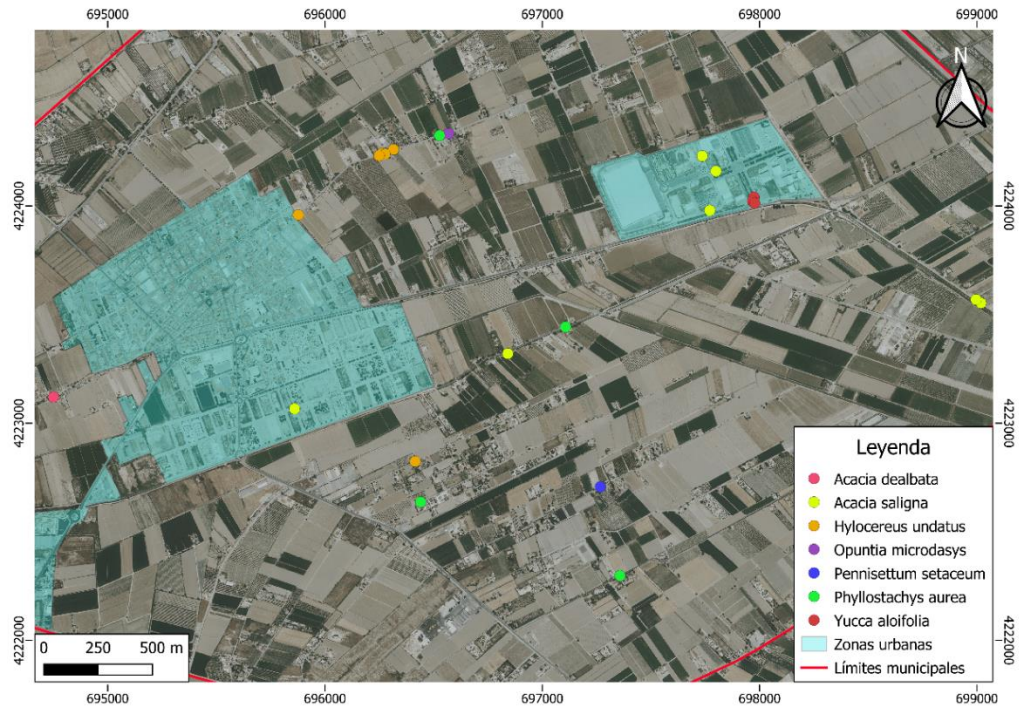 695000 696000 697000 698000 699000
N
4224000 4224000
4223000 4223000
4222000 4222000
Leyenda
Acacia dealbata
Acacia saligna
Hylocereus undatus
Opuntia microdasys
Pennisettum setaceum
Phyllostachys aurea
Yucca aloifolia
Zonas urbanas
Límites municipales
0 250 500 m
695000 696000 697000 698000 699000